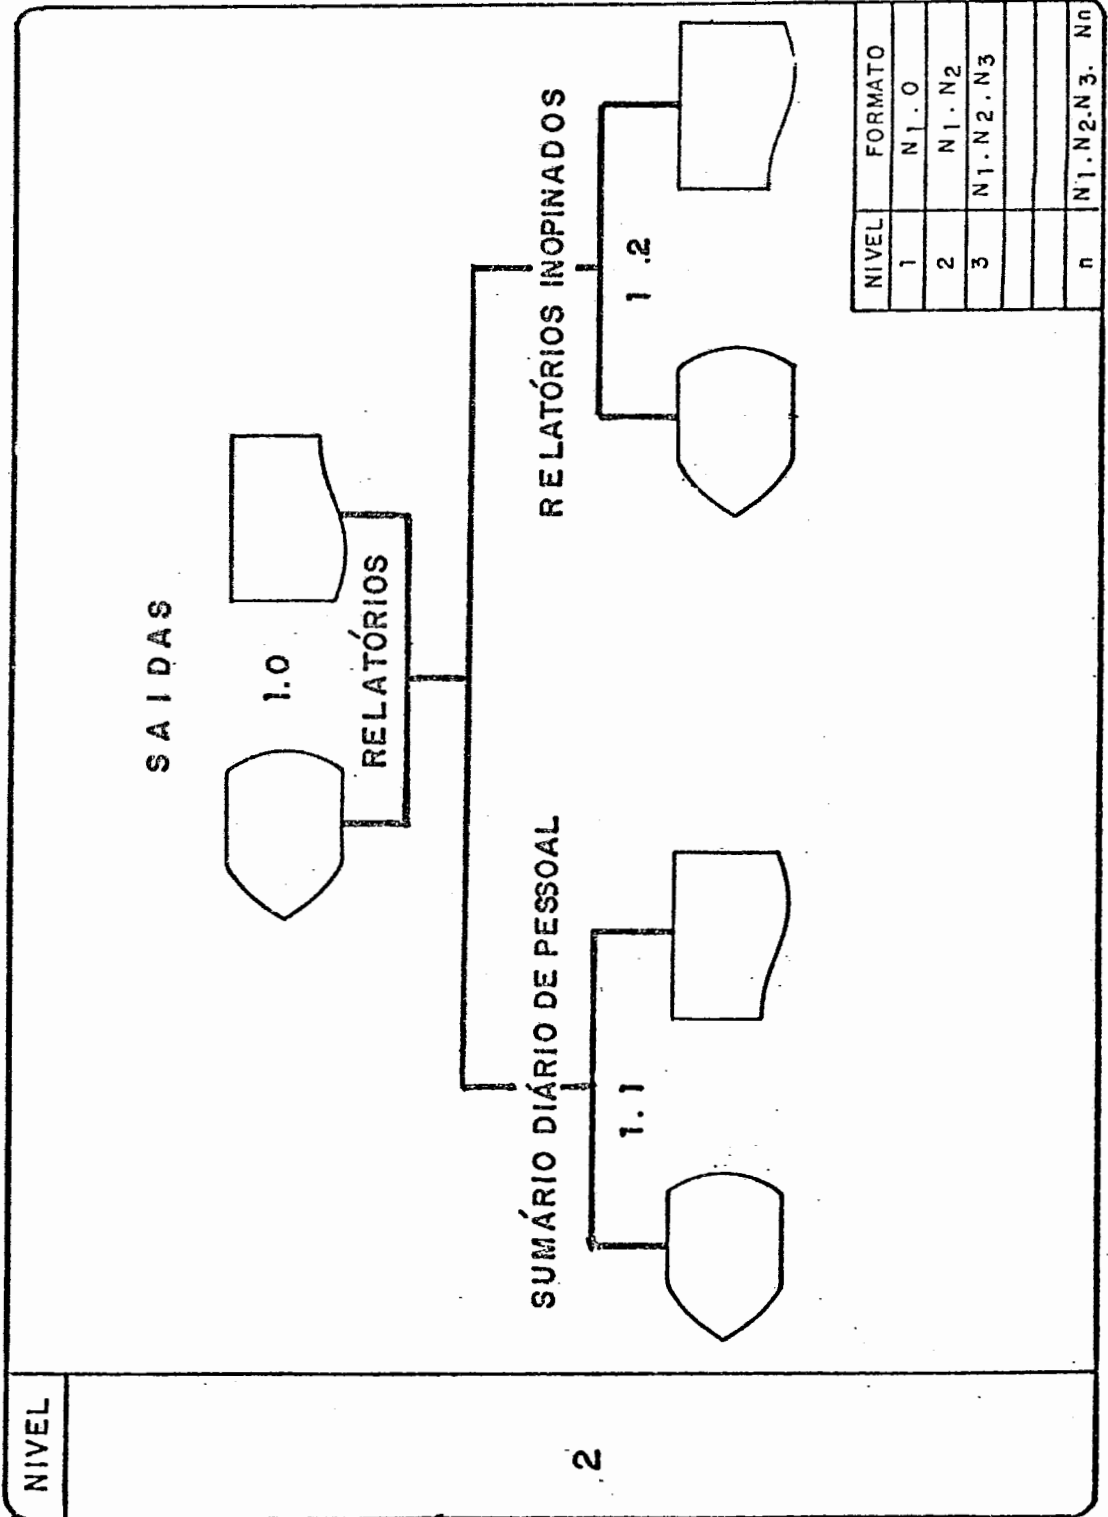 NIVEL
2
SAIDAS
1.0
RELATÓRIOS
SUMÁRIO DIÁRIO DE PESSOAL
RELATÓRIOS INOPINADOS
1.1
1.2
NIVEL FORMATO
1 N1.0
2 N1.N2
3 N1.N2.N3
n N1.N2.N3. Nn